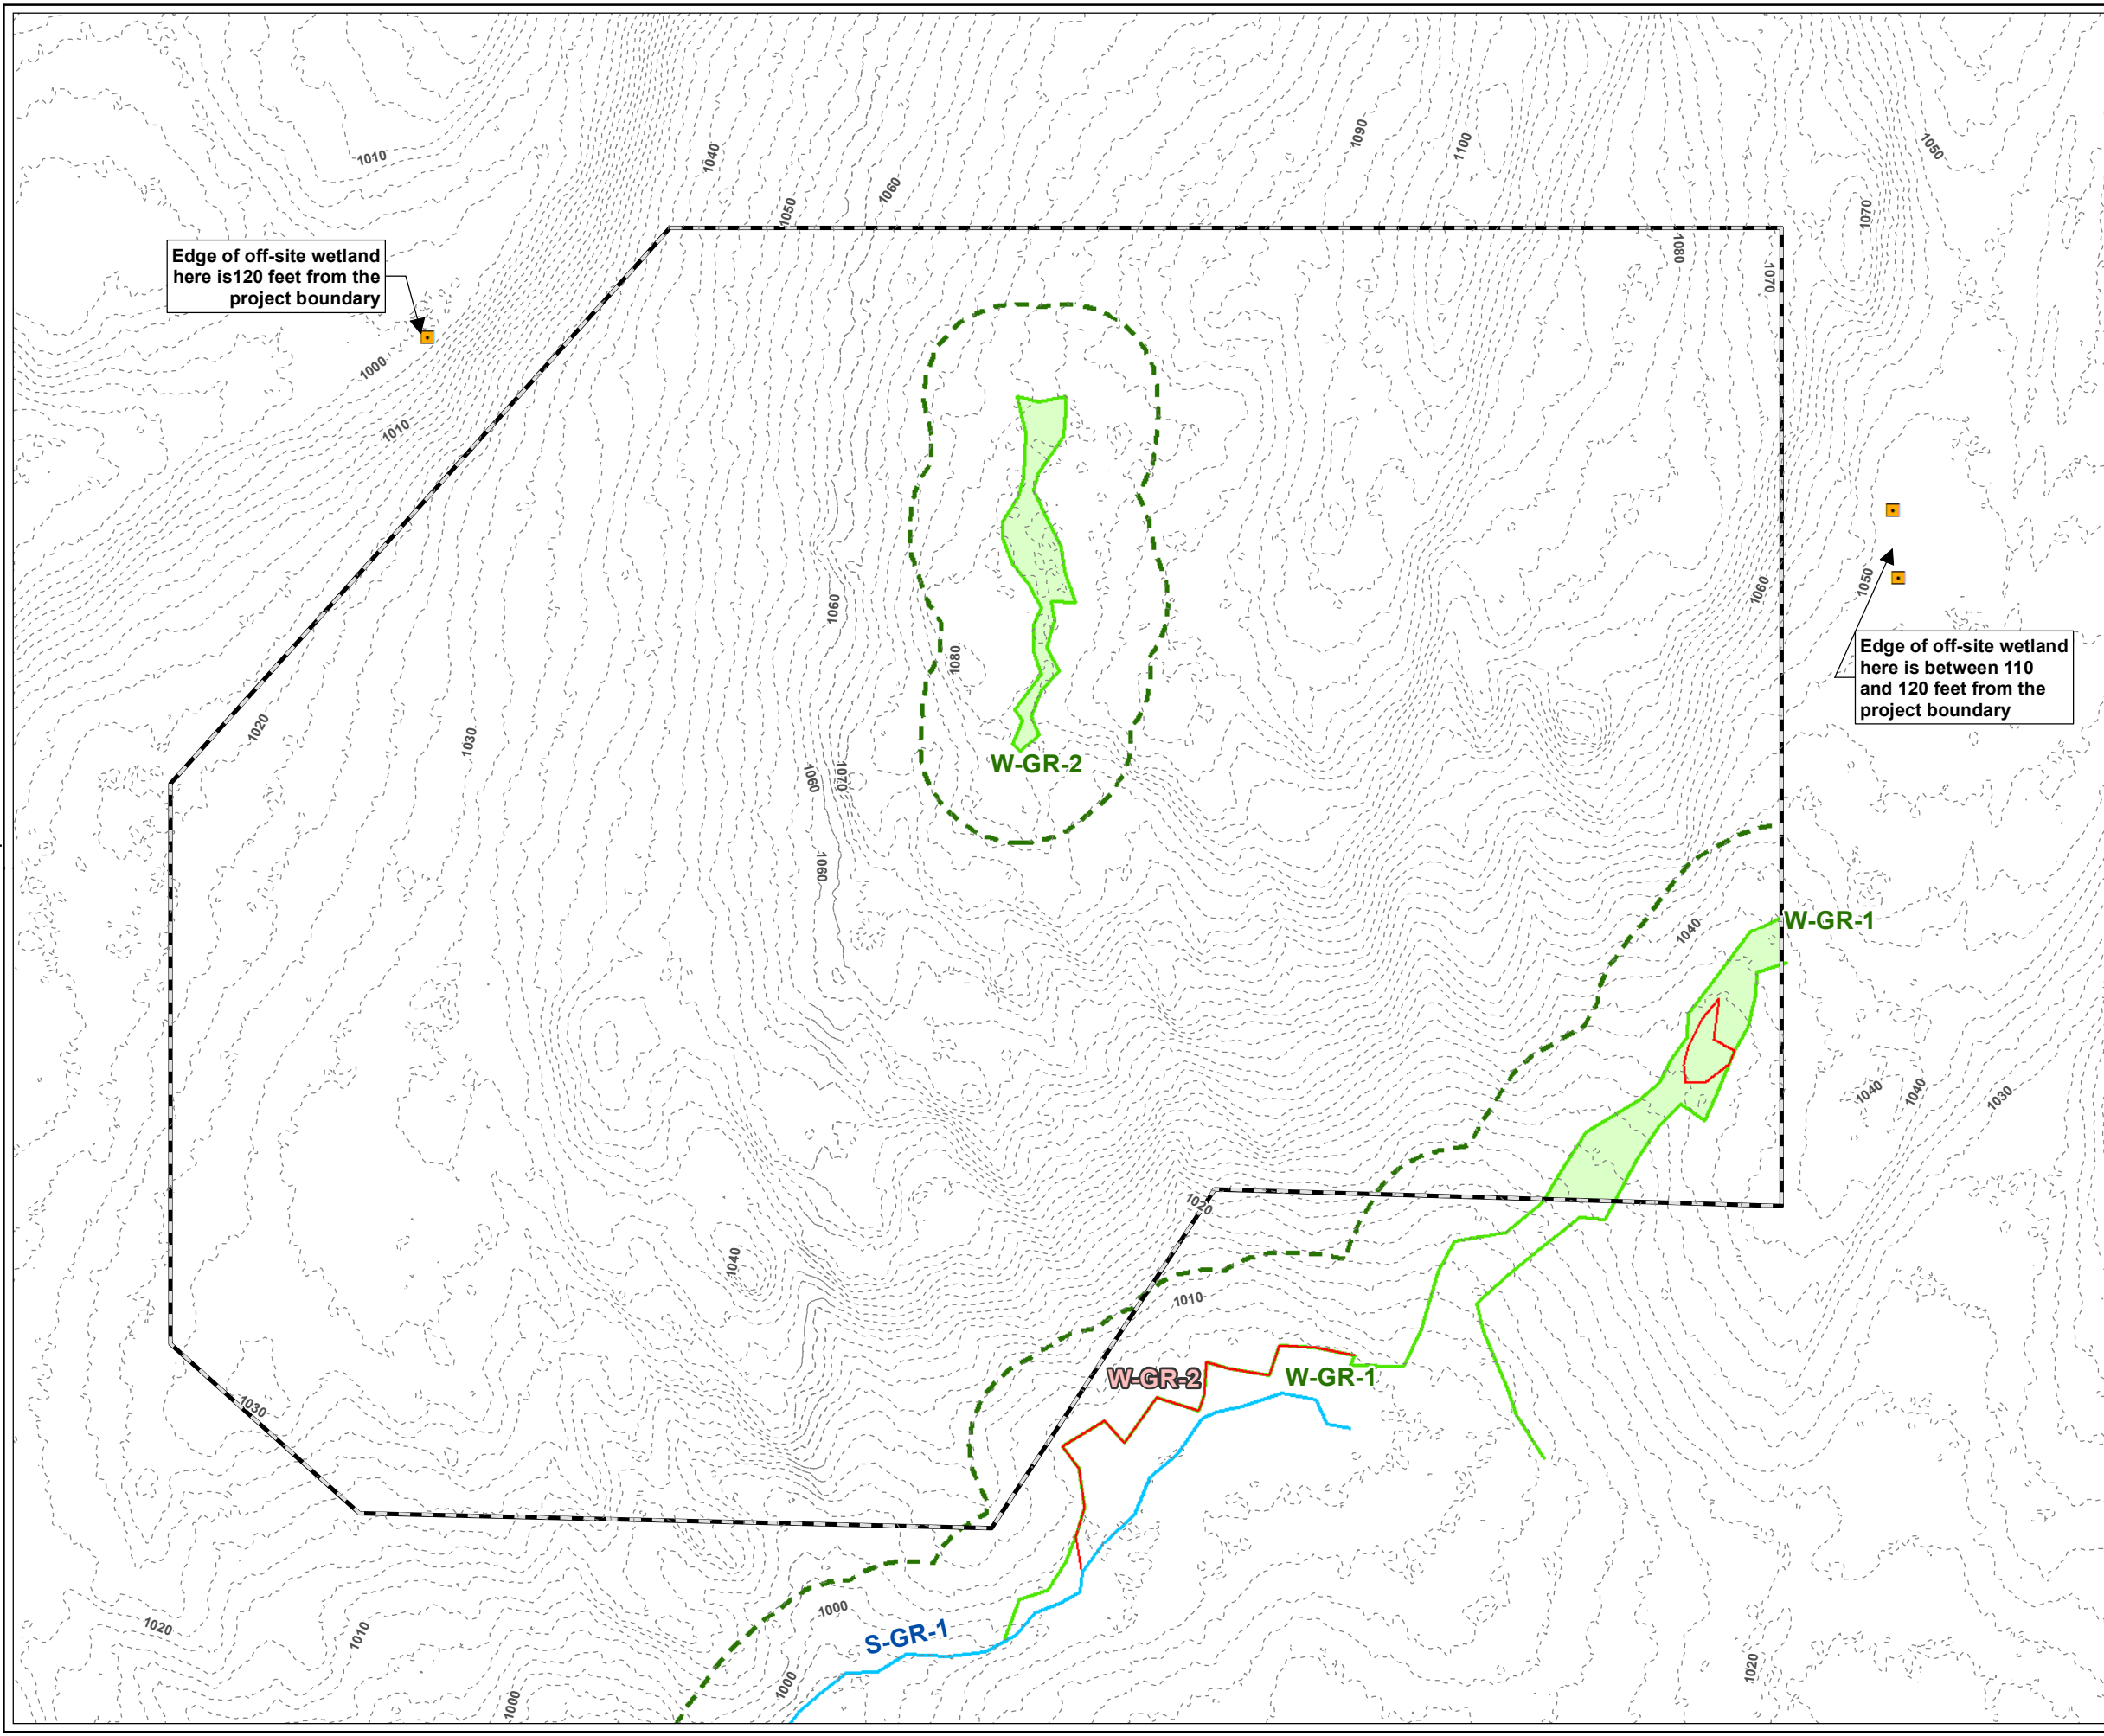 1010
1040
1050
1060
1090
1100
1050
1070
1080
1070
Edge of off-site wetland
here is120 feet from the
project boundary
1000
1010
1020
1030
1060
1080
1060
1070
1060
1060
1050
Edge of off-site wetland
here is between 110
and 120 feet from the
project boundary
W-GR-2
W-GR-1
1040
1040
1040
1030
1020
1010
1040
1030
W-GR-2
W-GR-1
1000
S-GR-1
1020
1010
1000
1000
1020